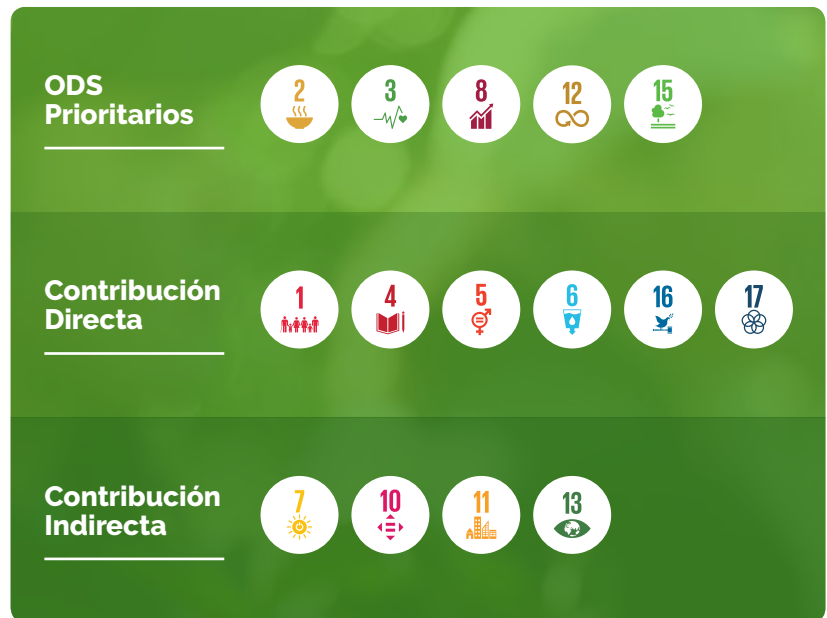 ODS
Prioritarios
2 3 8 12 15
Contribución
Directa
1 4 5 6 16 17
Contribución
Indirecta
7 10 11 13